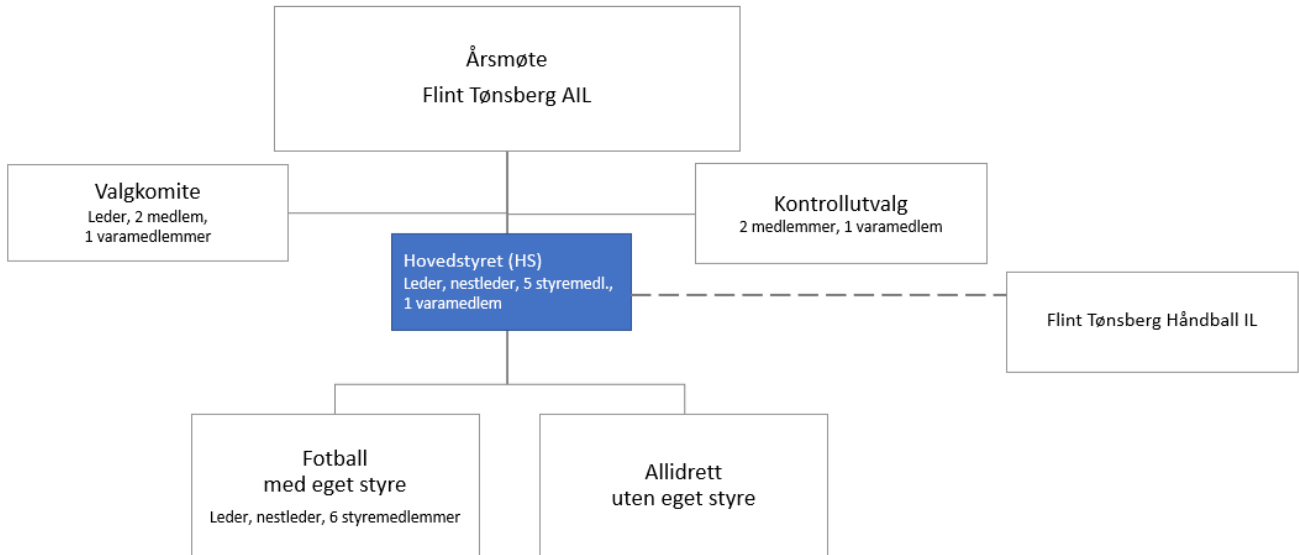 Årsmøte
Flint Tønsberg AIL
Valgkomite
Leder, 2 medlem,
1 varamedlemmer
Kontrollutvalg
2 medlemmer, 1 varamedlem
Hovedstyret (HS)
Leder, nestleder, 5 styremedl.,
1 varamedlem
Flint Tønsberg Håndball IL
Fotball
med eget styre
Leder, nestleder, 6 styremedlemmer
Allidrett
uten eget styre